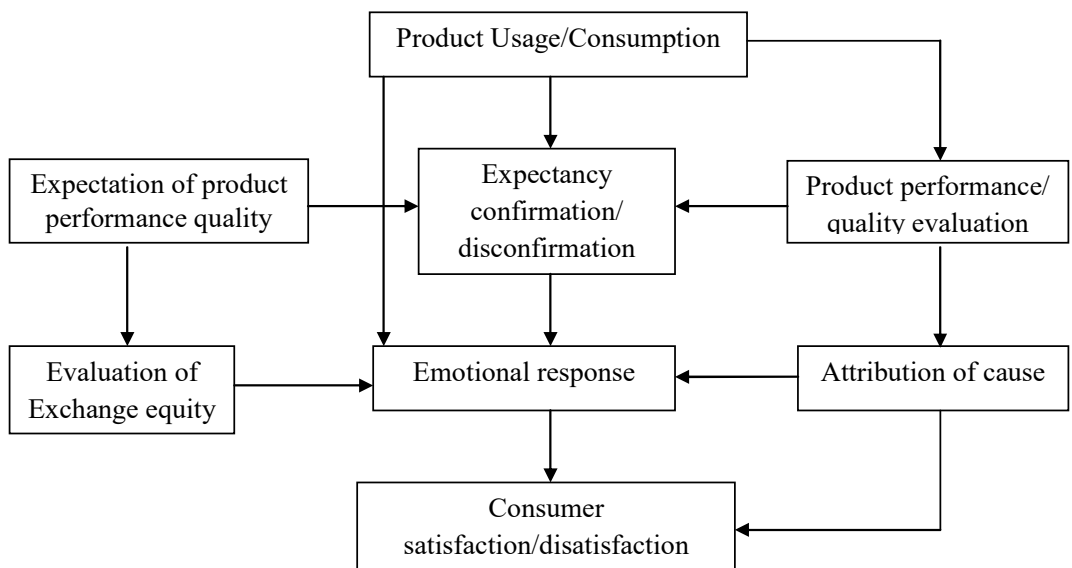 Product Usage/Consumption
Expectation of product
performance quality
Expectancy
confirmation/
disconfirmation
Product performance/
quality evaluation
Evaluation of
Exchange equity
Emotional response
Attribution of cause
Consumer
satisfaction/disatisfaction